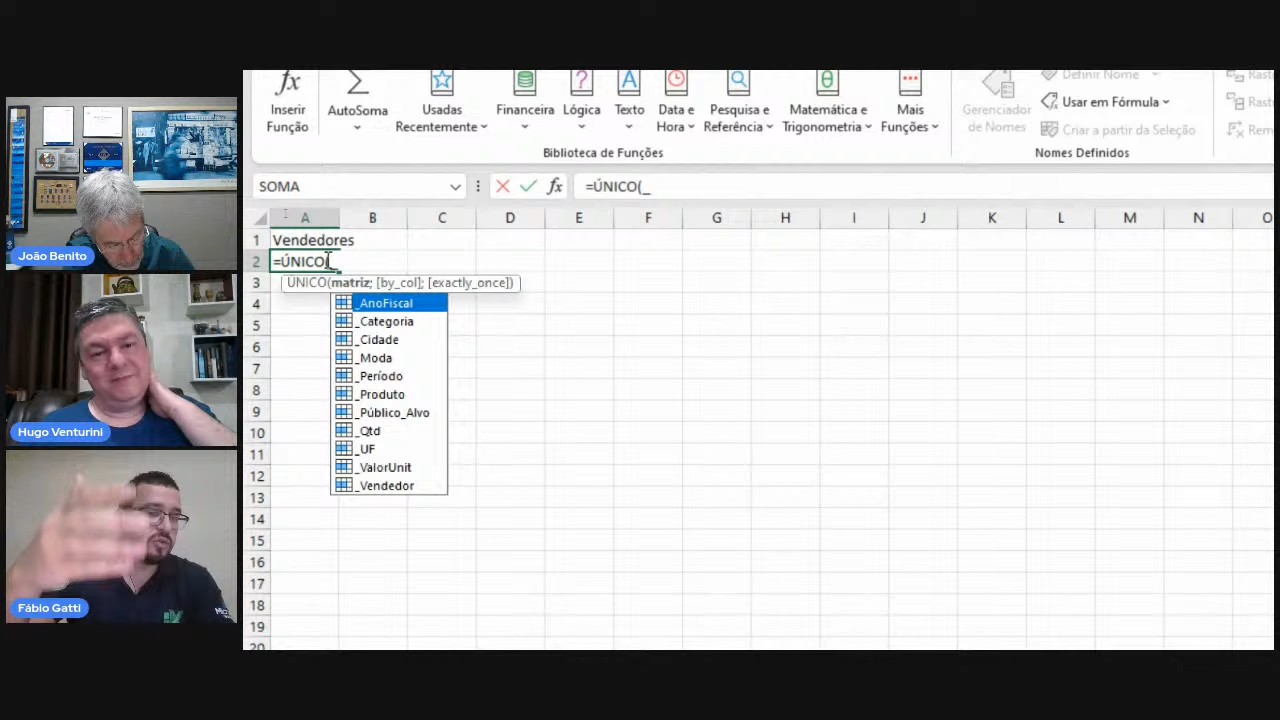 João Benito
Hugo Venturini
Fábio Gatti
Inserir
Função
AutoSoma
Usadas
Recentemente
Financeira
Lógica
Texto
Data e
Hora
Pesquisa e
Referência
Matemática e
Trigonometria
Mais
Funções
Biblioteca de Funções
Gerenciador
de Nomes
Definir Nome
Usar em Fórmula
Criar a partir da Seleção
Nomes Definidos
Rem
SOMA
fx
=ÚNICO(_
A B C D E F G H I J K L M N O
1 Vendedores
2 =ÚNICO(_
ÚNICO(matriz; [by_col]; [exactly_once])
3
4
5
6
7
8
9
10
11
12
13
14
15
16
17
18
19
20
_AnoFiscal
_Categoria
_Cidade
_Moda
_Período
_Produto
_Público_Alvo
_Qtd
_UF
_ValorUnit
_Vendedor